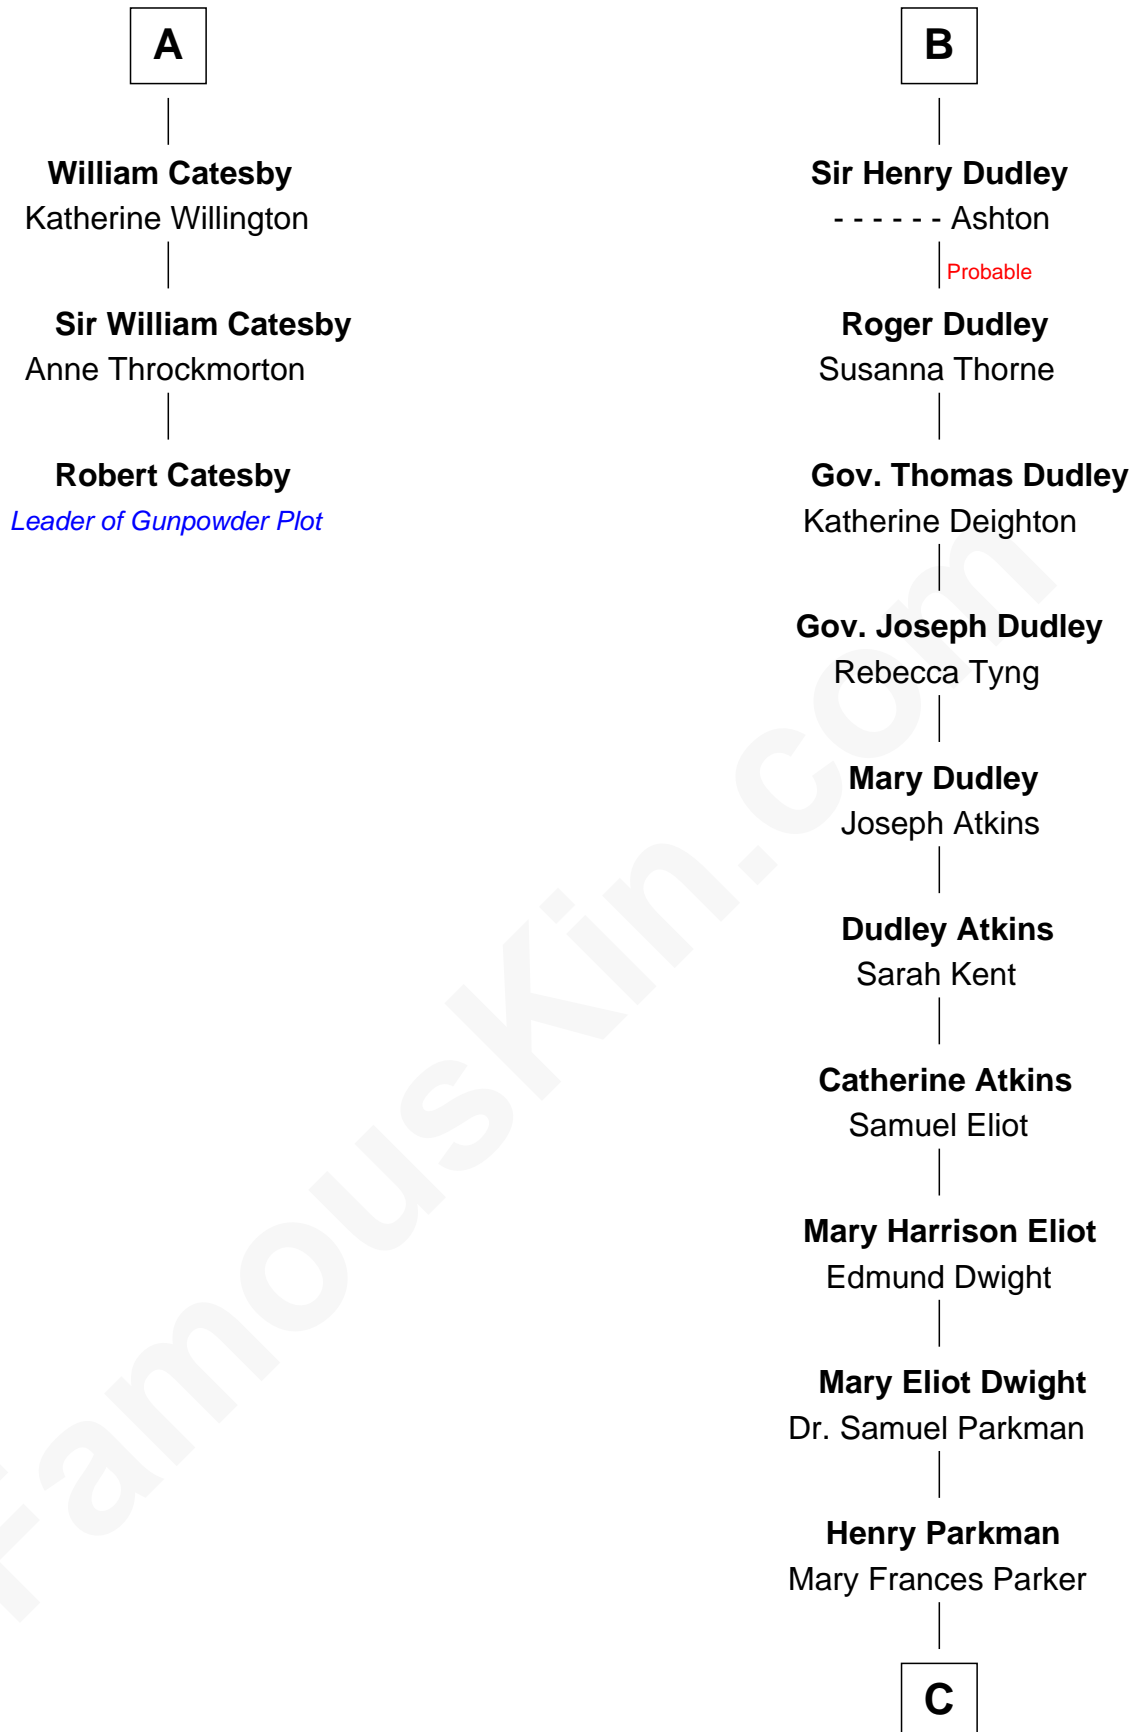 A
William Catesby
Katherine Willington
Sir William Catesby
Anne Throckmorton
Robert Catesby
Leader of Gunpowder Plot
B
Sir Henry Dudley
- - - - - - Ashton
Probable
Roger Dudley
Susanna Thorne
Gov. Thomas Dudley
Katherine Deighton
Gov. Joseph Dudley
Rebecca Tyng
Mary Dudley
Joseph Atkins
Dudley Atkins
Sarah Kent
Catherine Atkins
Samuel Eliot
Mary Harrison Eliot
Edmund Dwight
Mary Eliot Dwight
Dr. Samuel Parkman
Henry Parkman
Mary Frances Parker
C
FamousKin.com